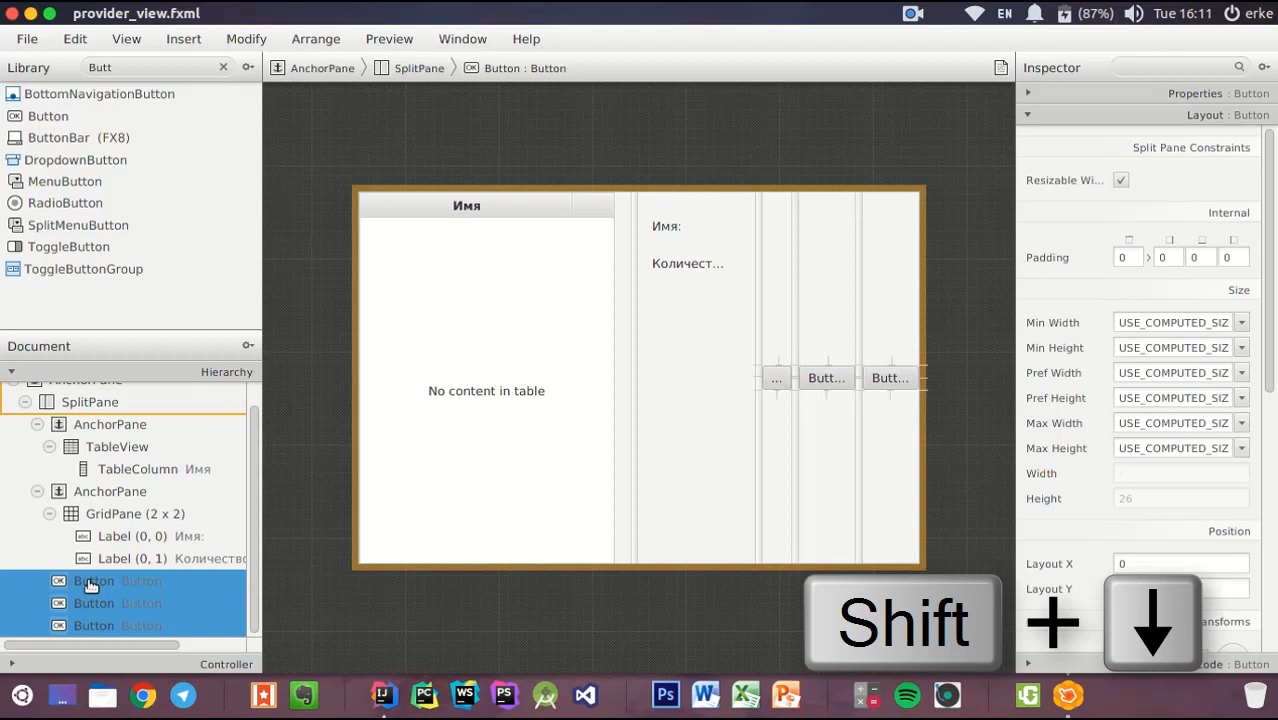 provider_view.fxml
EN
(87%)
Tue 16:11
erke
File Edit View Insert Modify Arrange Preview Window Help
Library
Butt
AnchorPane
SplitPane
Button : Button
Inspector
BottomNavigationButton
Button
ButtonBar (FX8)
DropdownButton
MenuButton
RadioButton
SplitMenuButton
ToggleButton
ToggleButtonGroup
Document
Hierarchy
SplitPane
AnchorPane
TableView
TableColumn Имя
AnchorPane
GridPane (2 x 2)
Label (0, 0) Имя:
Label (0, 1) Количество
Button Button
Button Button
Button Button
Controller
Имя
No content in table
Имя:
Количест...
...
Butt...
Butt...
Properties : Button
Layout : Button
Split Pane Constraints
Resizable Wi...
Internal
Padding
0
0
0
0
Size
Min Width USE_COMPUTED_SIZ
Min Height USE_COMPUTED_SIZ
Pref Width USE_COMPUTED_SIZ
Pref Height USE_COMPUTED_SIZ
Max Width USE_COMPUTED_SIZ
Max Height USE_COMPUTED_SIZ
Width -
Height 26
Position
Layout X 0
Layout Y
Shift
+
IJ
PC
WS
PS
Ps